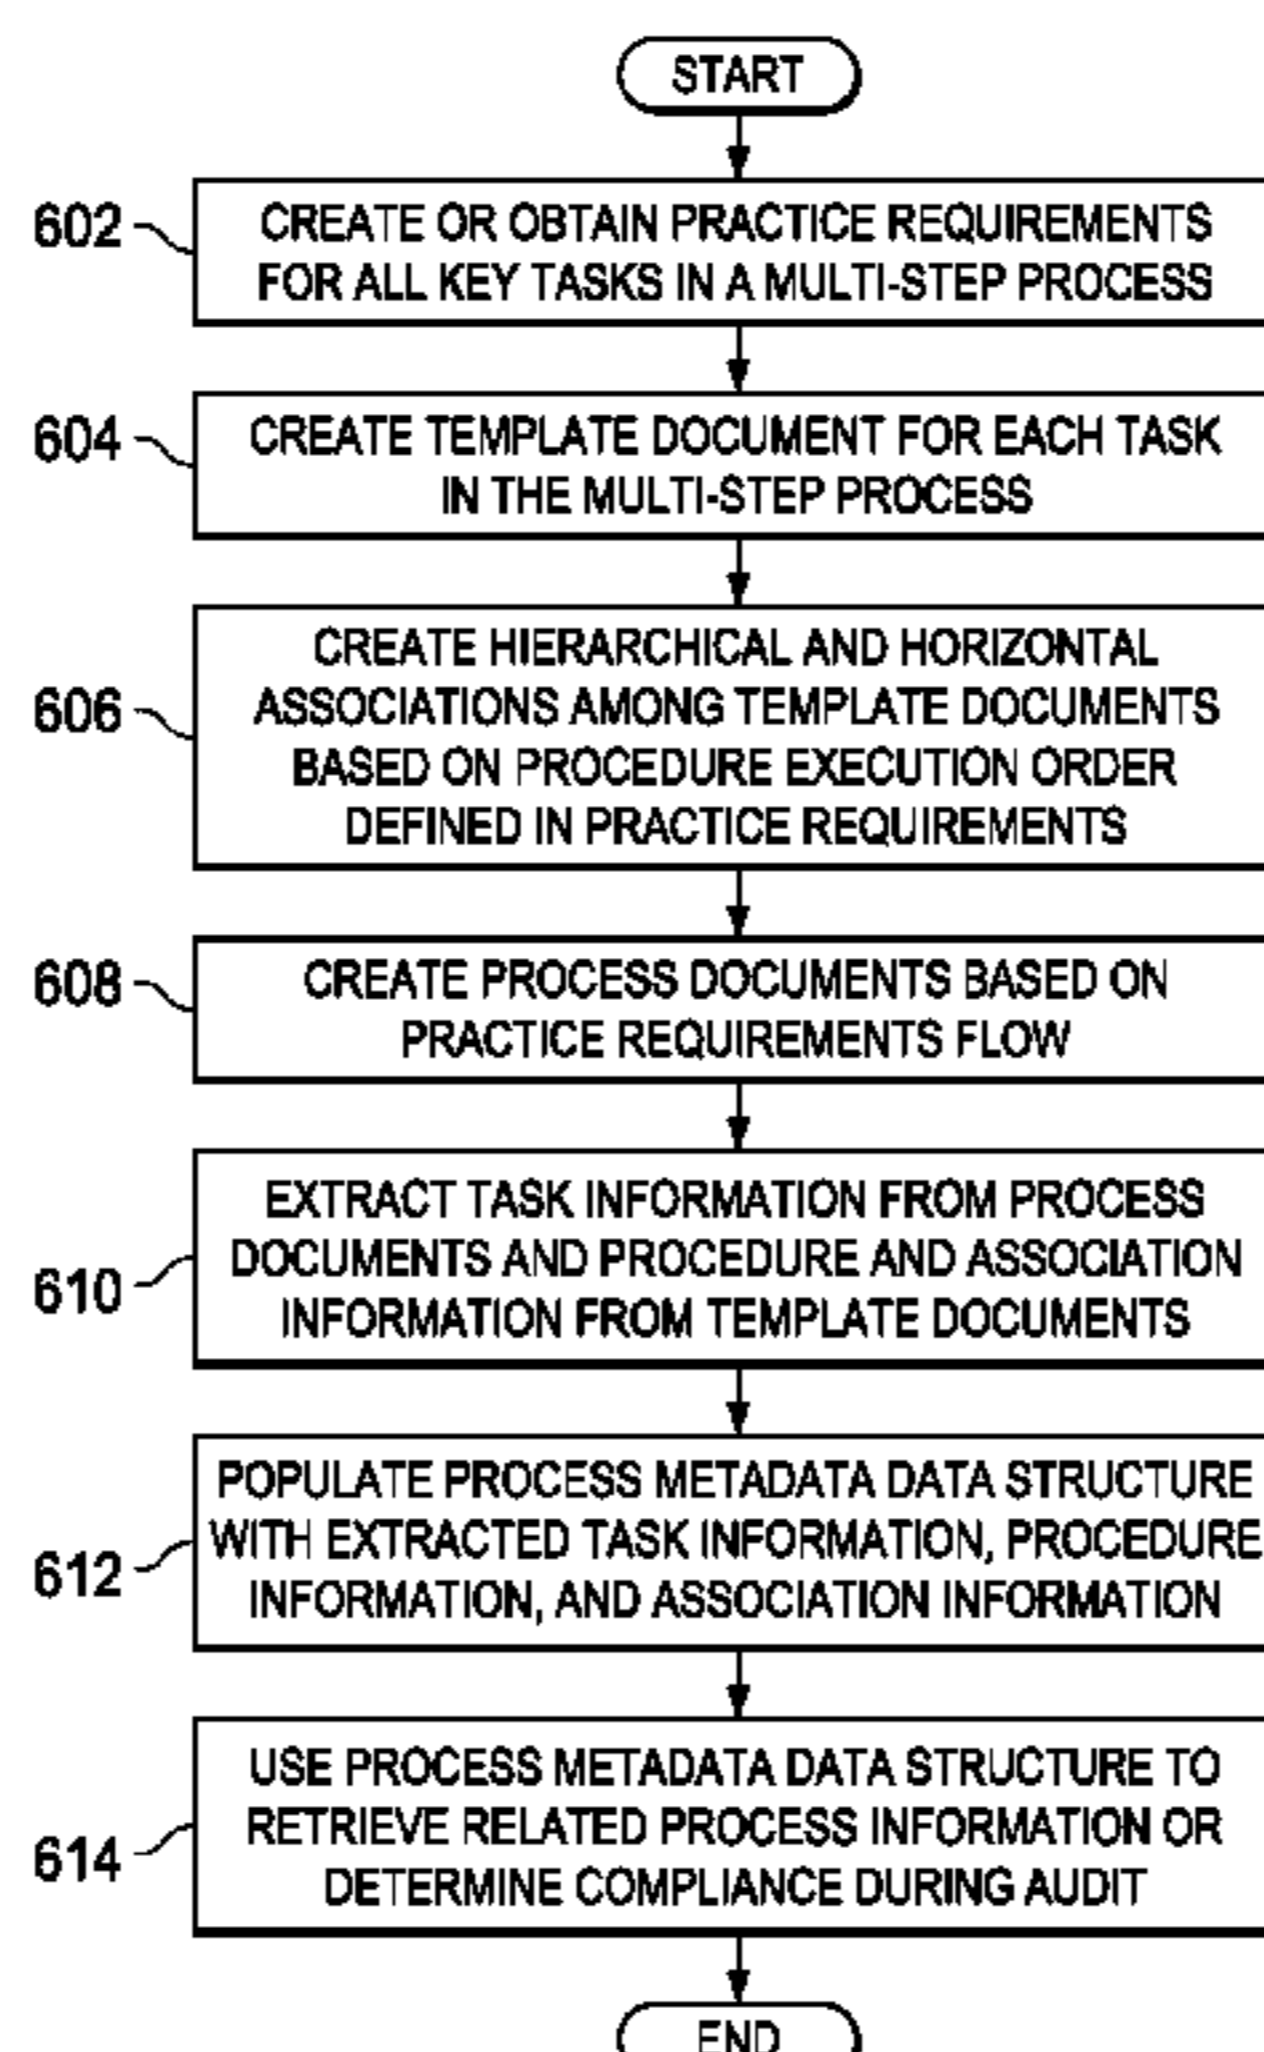 START
602
CREATE OR OBTAIN PRACTICE REQUIREMENTS
FOR ALL KEY TASKS IN A MULTI-STEP PROCESS
604
CREATE TEMPLATE DOCUMENT FOR EACH TASK
IN THE MULTI-STEP PROCESS
606
CREATE HIERARCHICAL AND HORIZONTAL
ASSOCIATIONS AMONG TEMPLATE DOCUMENTS
BASED ON PROCEDURE EXECUTION ORDER
DEFINED IN PRACTICE REQUIREMENTS
608
CREATE PROCESS DOCUMENTS BASED ON
PRACTICE REQUIREMENTS FLOW
610
EXTRACT TASK INFORMATION FROM PROCESS
DOCUMENTS AND PROCEDURE AND ASSOCIATION
INFORMATION FROM TEMPLATE DOCUMENTS
612
POPULATE PROCESS METADATA DATA STRUCTURE
WITH EXTRACTED TASK INFORMATION, PROCEDURE
INFORMATION, AND ASSOCIATION INFORMATION
614
USE PROCESS METADATA DATA STRUCTURE TO
RETRIEVE RELATED PROCESS INFORMATION OR
DETERMINE COMPLIANCE DURING AUDIT
END